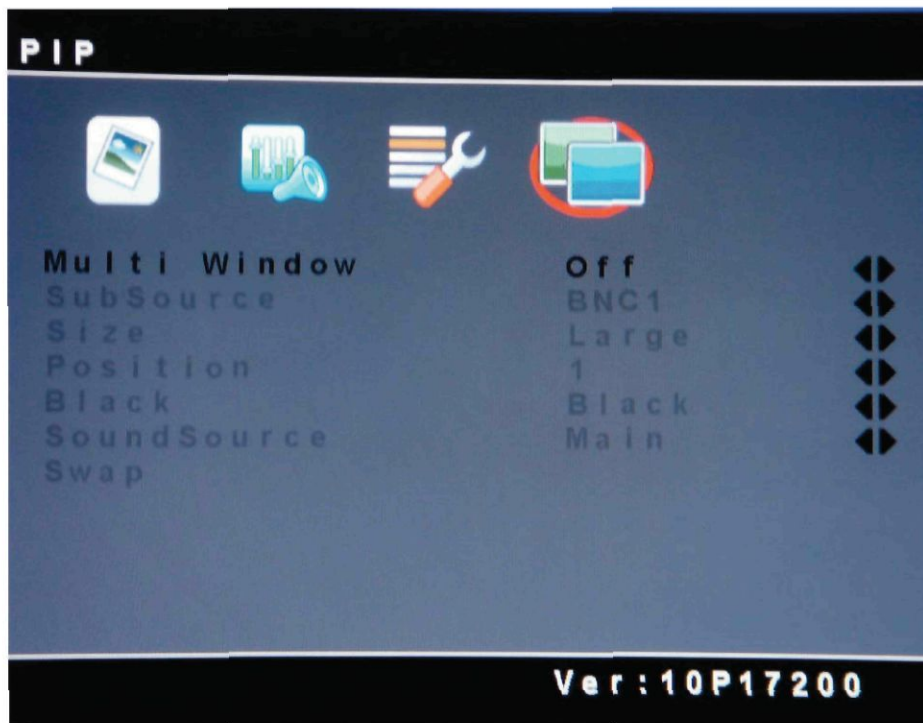 PIP
Multi Window Off
SubSource BNC1
Size Large
Position 1
Black Black
SoundSource Main
Swap
Ver:10P17200